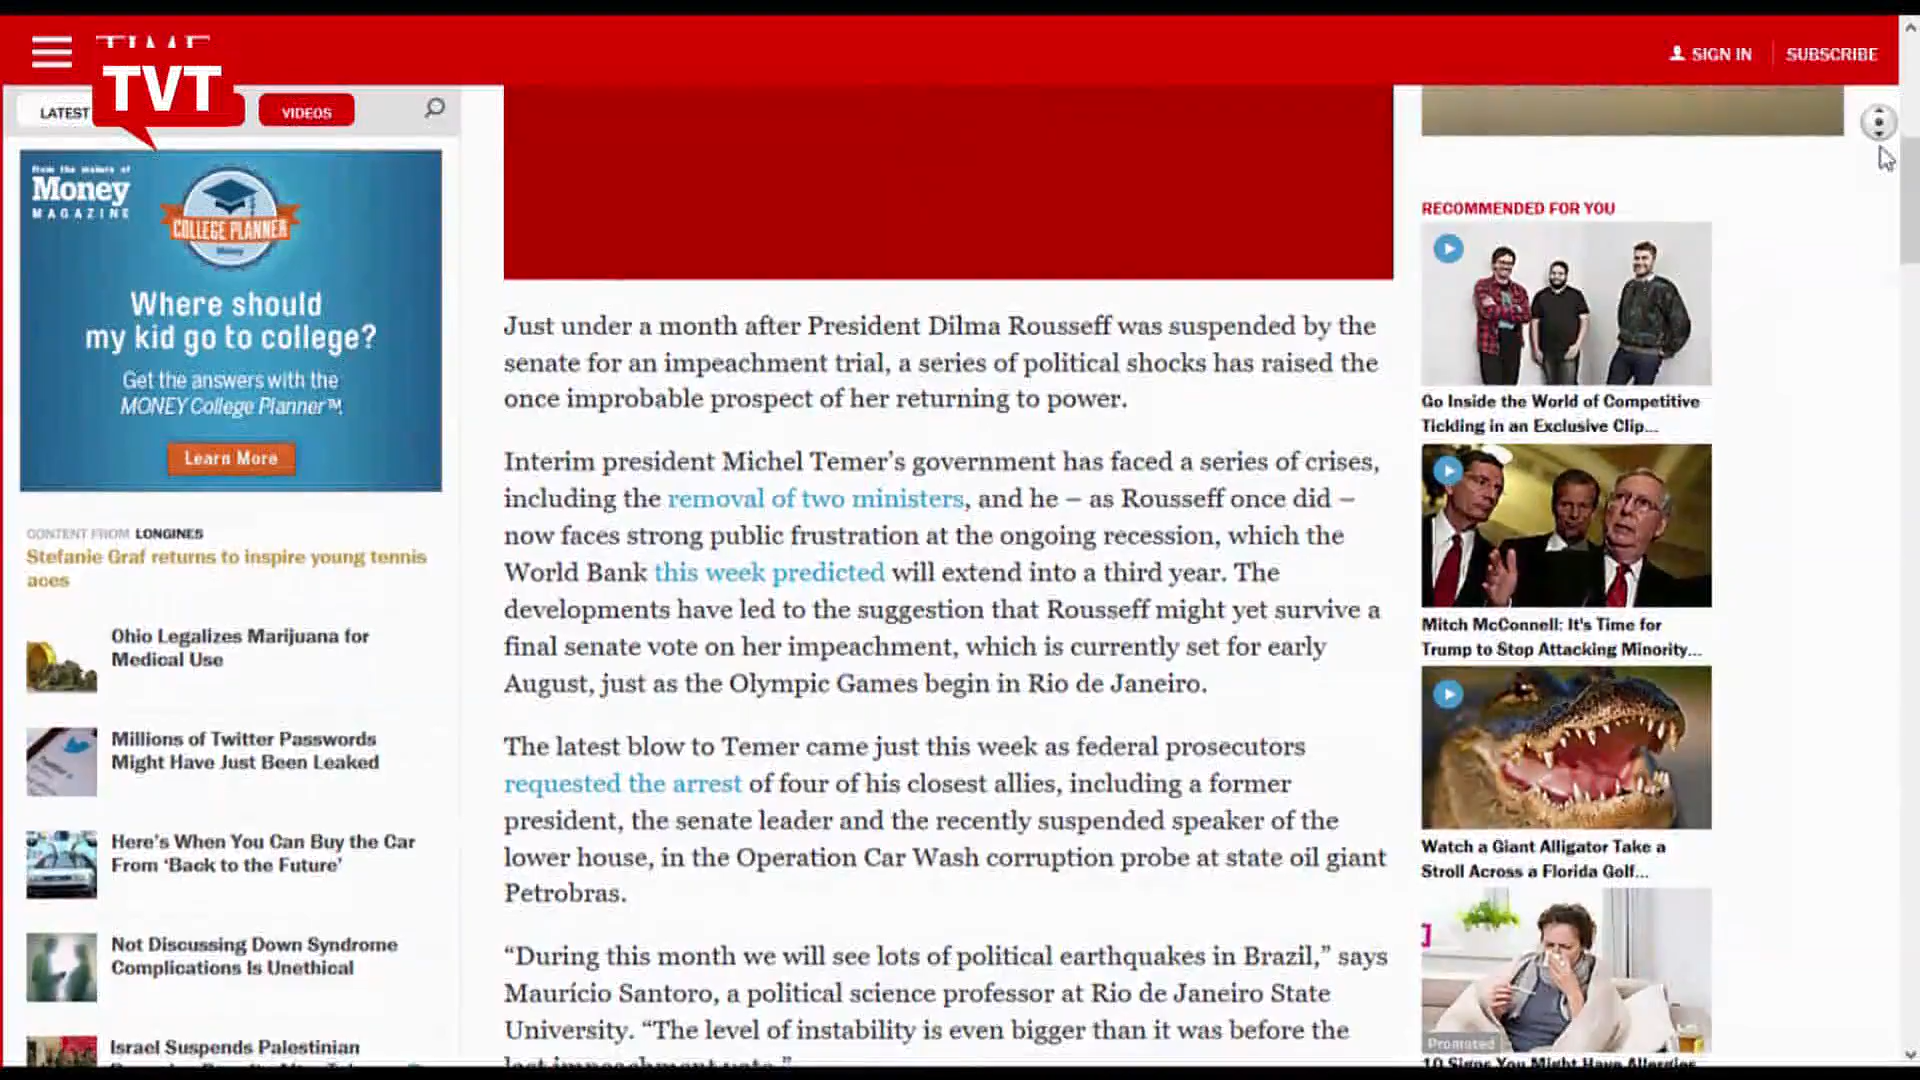 TIME
TVT
SIGN IN
SUBSCRIBE
LATEST
VIDEOS
from the makers of
Money
MAGAZINE
COLLEGE PLANNER
Money
Where should
my kid go to college?
Get the answers with the
MONEY College Planner™.
Learn More
CONTENT FROM LONGINES
Stefanie Graf returns to inspire young tennis
aces
Ohio Legalizes Marijuana for
Medical Use
Millions of Twitter Passwords
Might Have Just Been Leaked
Here's When You Can Buy the Car
From ‘Back to the Future’
Not Discussing Down Syndrome
Complications Is Unethical
Israel Suspends Palestinian
Just under a month after President Dilma Rousseff was suspended by the
senate for an impeachment trial, a series of political shocks has raised the
once improbable prospect of her returning to power.
Interim president Michel Temer’s government has faced a series of crises,
including the removal of two ministers, and he – as Rousseff once did –
now faces strong public frustration at the ongoing recession, which the
World Bank this week predicted will extend into a third year. The
developments have led to the suggestion that Rousseff might yet survive a
final senate vote on her impeachment, which is currently set for early
August, just as the Olympic Games begin in Rio de Janeiro.
The latest blow to Temer came just this week as federal prosecutors
requested the arrest of four of his closest allies, including a former
president, the senate leader and the recently suspended speaker of the
lower house, in the Operation Car Wash corruption probe at state oil giant
Petrobras.
“During this month we will see lots of political earthquakes in Brazil,” says
Maurício Santoro, a political science professor at Rio de Janeiro State
University. “The level of instability is even bigger than it was before the
last impeachment vote.”
RECOMMENDED FOR YOU
Go Inside the World of Competitive
Tickling in an Exclusive Clip...
Mitch McConnell: It's Time for
Trump to Stop Attacking Minority...
Watch a Giant Alligator Take a
Stroll Across a Florida Golf...
Promoted
10 Signs You Might Have Allergies